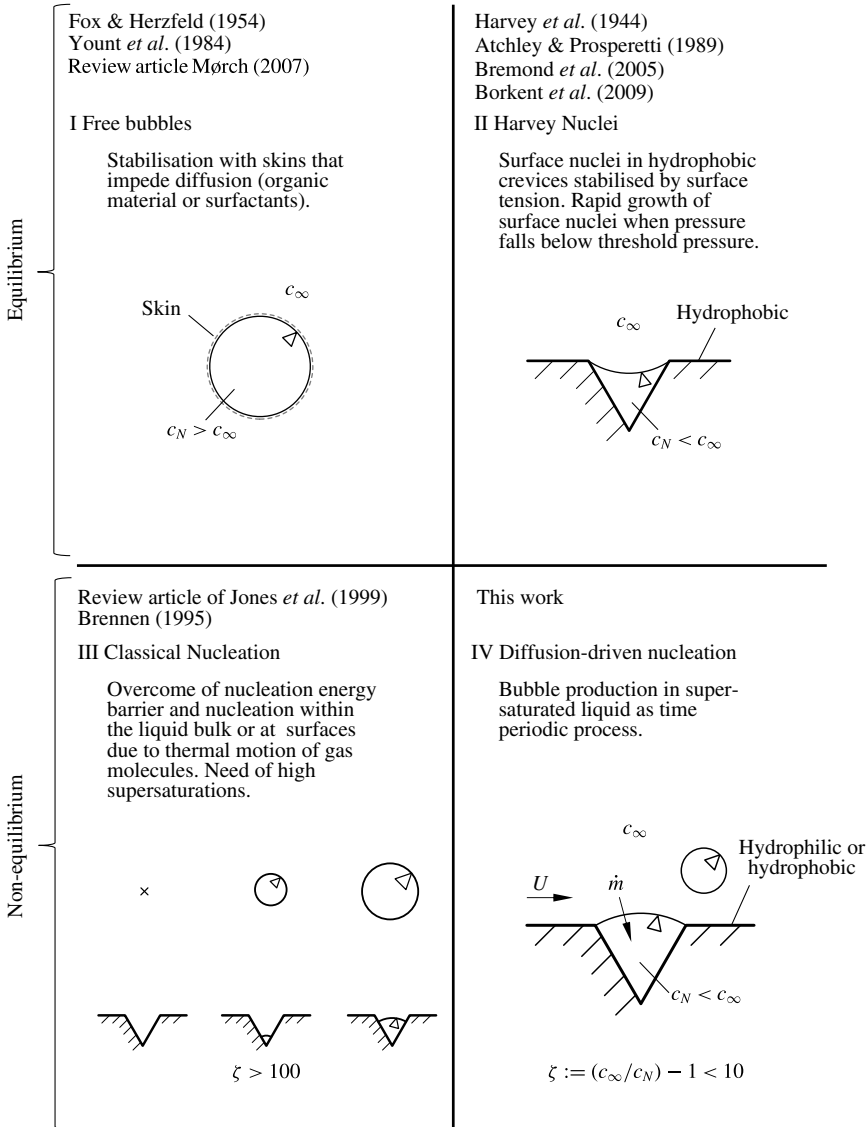 Fox & Herzfeld (1954)
Yount et al. (1984)
Review article Mørch (2007)
I Free bubbles
Stabilisation with skins that
impede diffusion (organic
material or surfactants).
Skin
c∞
cN > c∞
Harvey et al. (1944)
Atchley & Prosperetti (1989)
Bremond et al. (2005)
Borkent et al. (2009)
II Harvey Nuclei
Surface nuclei in hydrophobic
crevices stabilised by surface
tension. Rapid growth of
surface nuclei when pressure
falls below threshold pressure.
c∞
Hydrophobic
cN < c∞
Equilibrium
Review article of Jones et al. (1999)
Brennen (1995)
III Classical Nucleation
Overcome of nucleation energy
barrier and nucleation within
the liquid bulk or at surfaces
due to thermal motion of gas
molecules. Need of high
supersaturations.
ζ > 100
This work
IV Diffusion-driven nucleation
Bubble production in super-
saturated liquid as time
periodic process.
c∞
Hydrophilic or
hydrophobic
U
ṁ
cN < c∞
ζ := (c∞/cN) − 1 < 10
Non-equilibrium